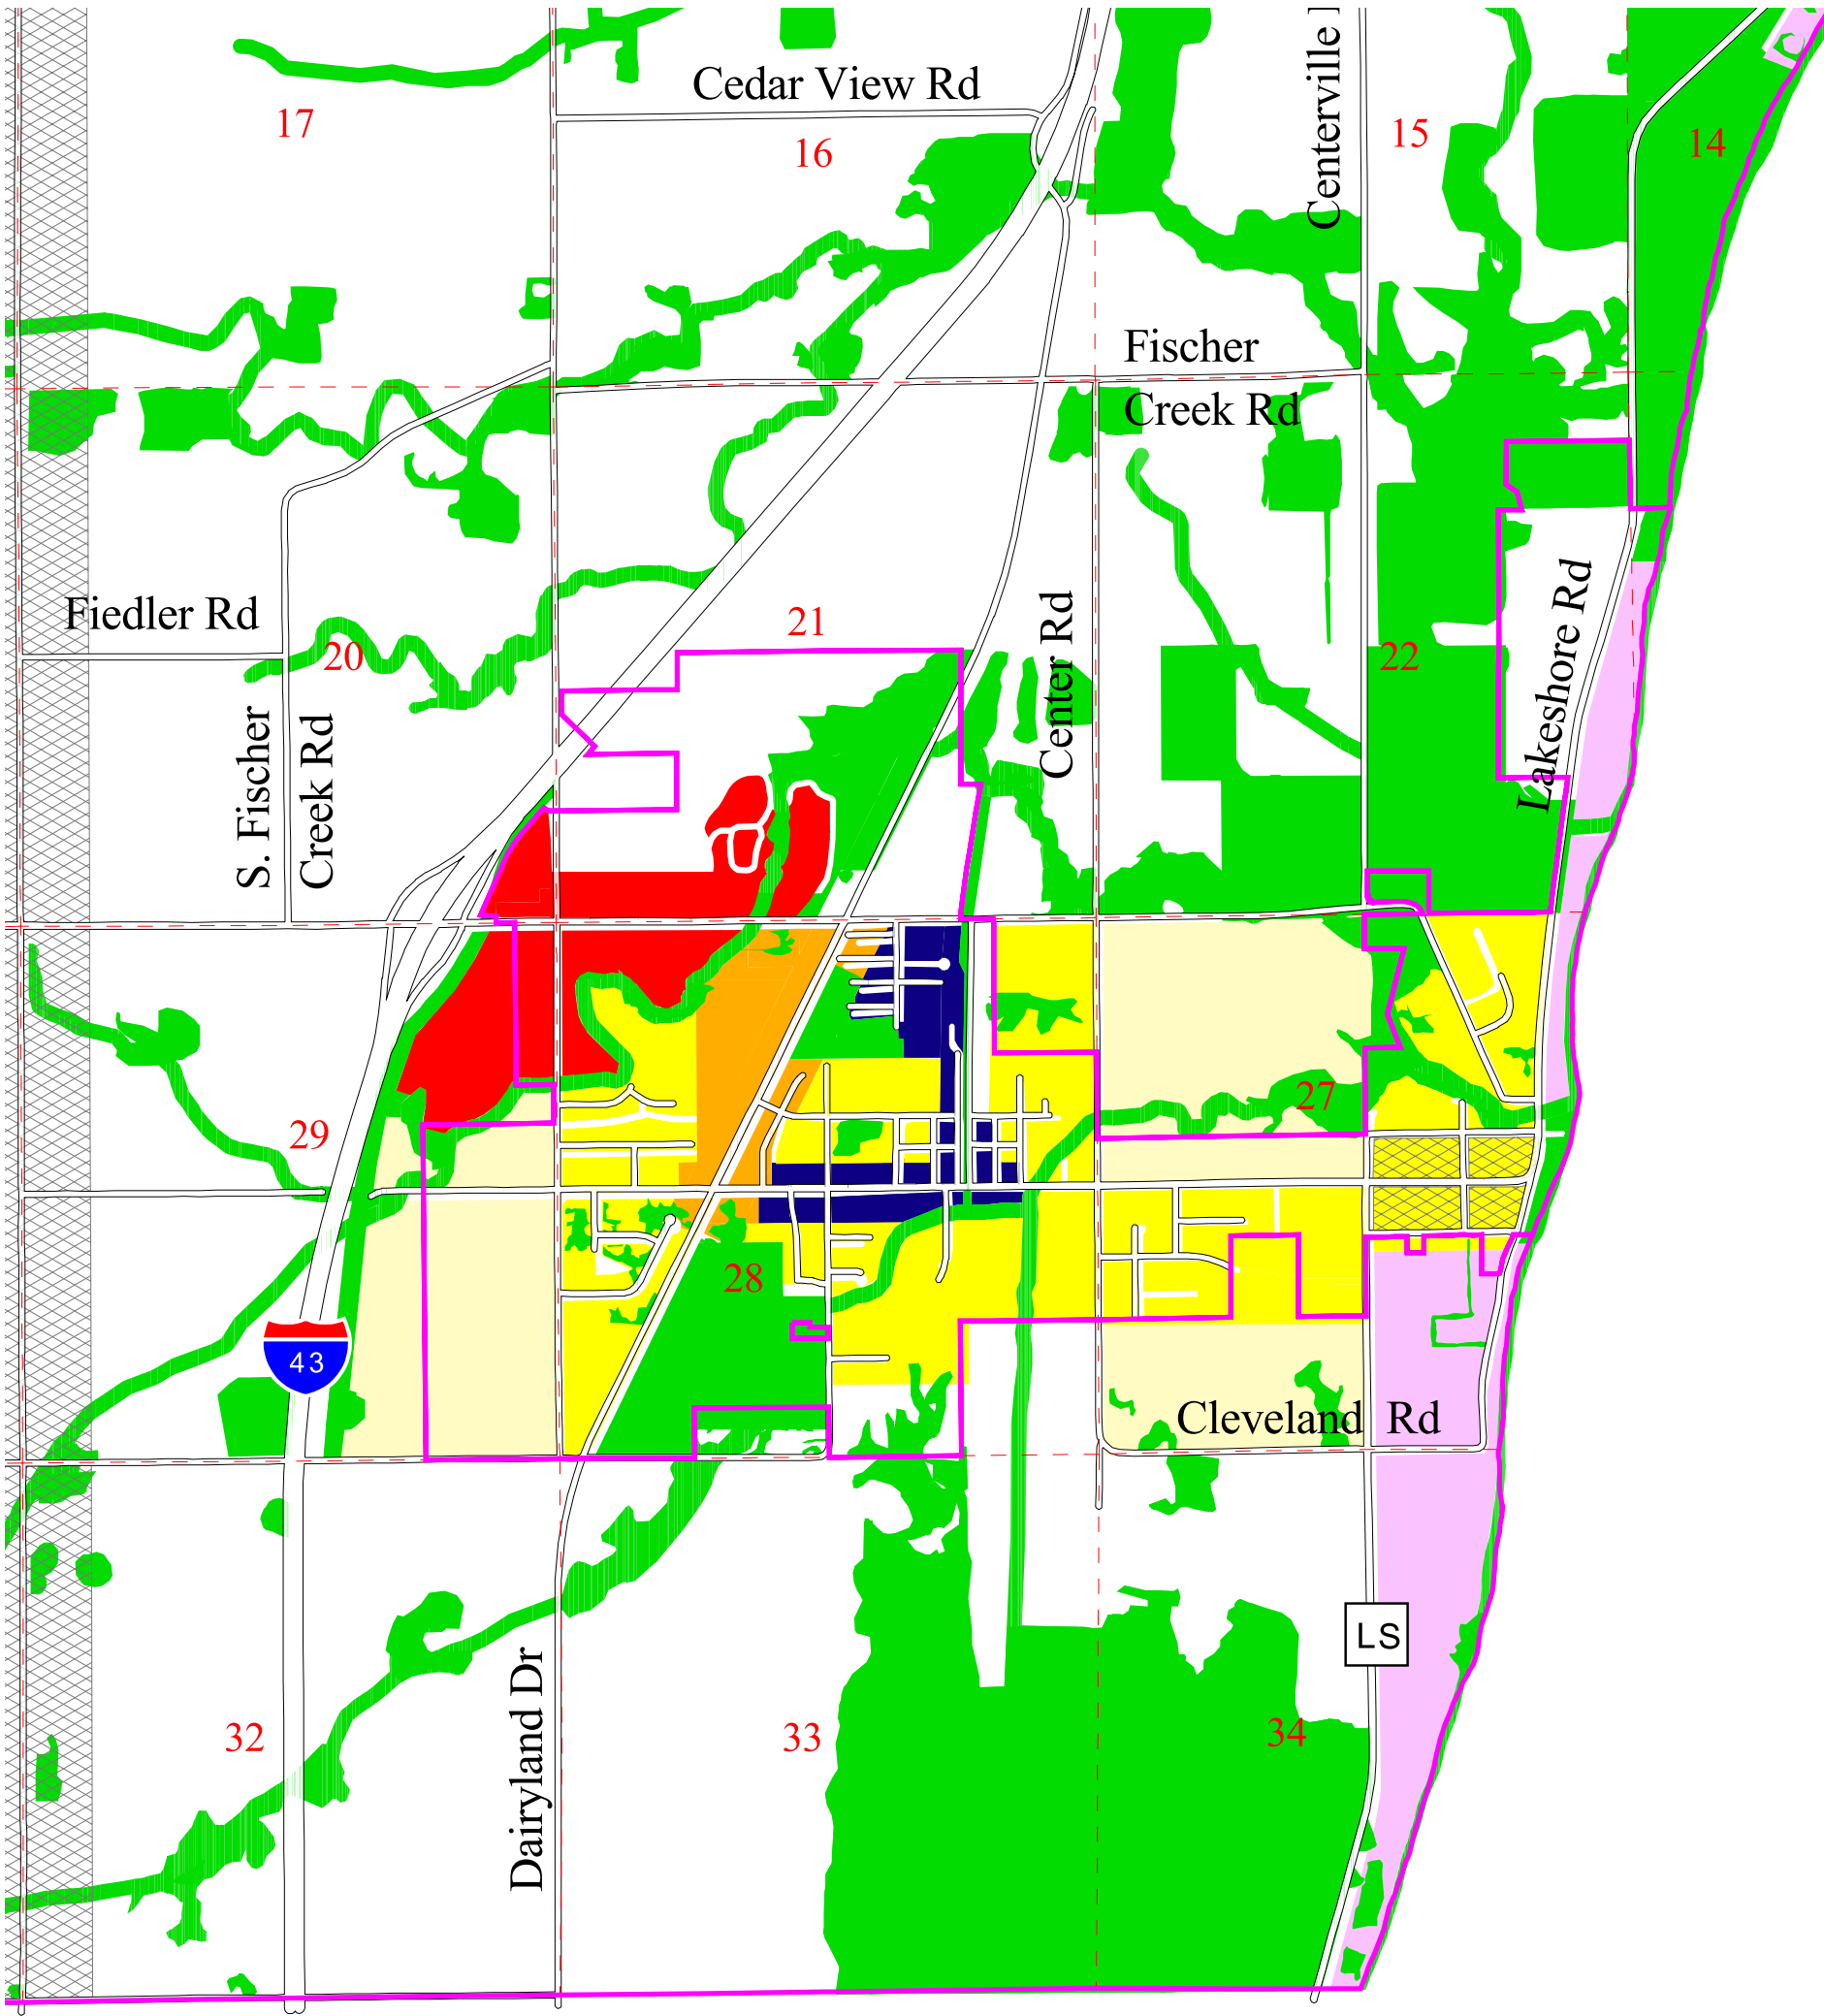 Centerville
Cedar View Rd
17
16
15
14
Fischer
Creek Rd
Fiedler Rd
20
21
22
Center Rd
Lakeshore Rd
S. Fischer
Creek Rd
29
27
28
43
Cleveland Rd
LS
Dairyland Dr
32
33
34